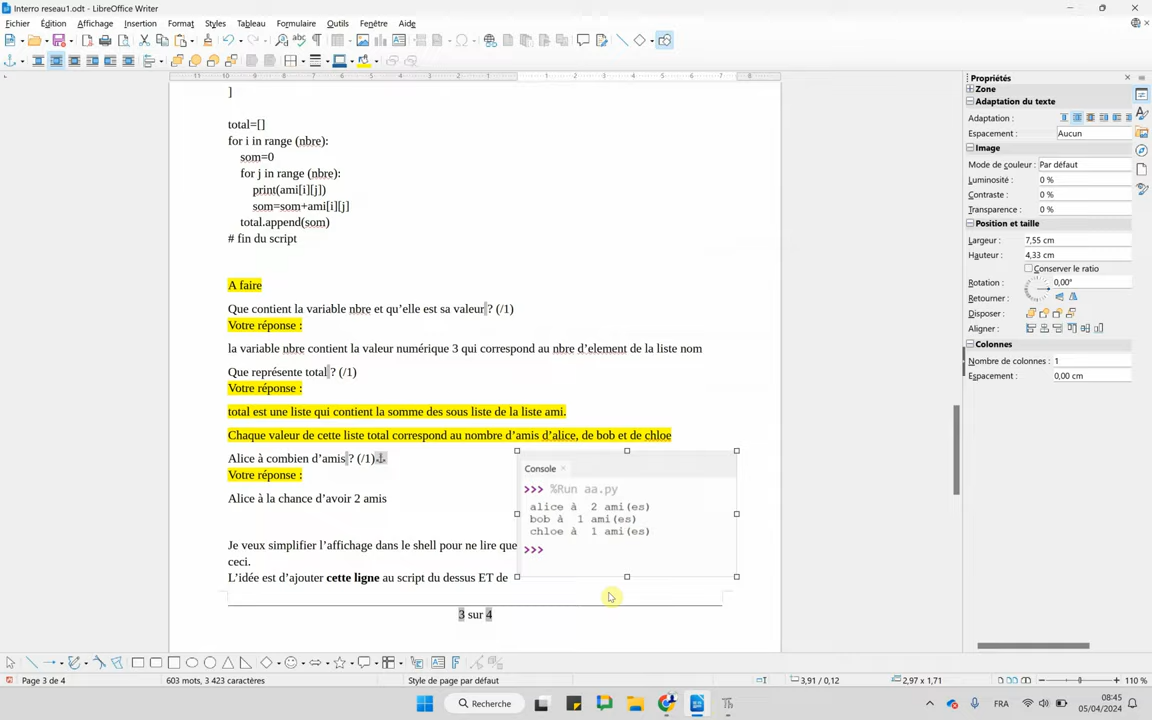 Interro reseau1.odt - LibreOffice Writer
Fichier Édition Affichage Insertion Format Styles Tableau Formulaire Outils Fenêtre Aide
]
total=[]
for i in range (nbre):
som=0
for j in range (nbre):
print(ami[i][j])
som=som+ami[i][j]
total.append(som)
# fin du script
A faire
Que contient la variable nbre et qu’elle est sa valeur ? (/1)
Votre réponse :
la variable nbre contient la valeur numérique 3 qui correspond au nbre d’element de la liste nom
Que représente total ? (/1)
Votre réponse :
total est une liste qui contient la somme des sous liste de la liste ami.
Chaque valeur de cette liste total correspond au nombre d’amis d’alice, de bob et de chloe
Alice à combien d’amis ? (/1)
Votre réponse :
Alice à la chance d’avoir 2 amis
Je veux simplifier l’affichage dans le shell pour ne lire que
ceci.
L’idée est d’ajouter cette ligne au script du dessus ET de
Console
>>> %Run aa.py
alice à 2 ami(es)
bob à 1 ami(es)
chloe à 1 ami(es)
>>>
3 sur 4
Propriétés
Zone
Adaptation du texte
Adaptation :
Espacement : Aucun
Image
Mode de couleur : Par défaut
Luminosité : 0 %
Contraste : 0 %
Transparence : 0 %
Position et taille
Largeur : 7,55 cm
Hauteur : 4,33 cm
Conserver le ratio
Rotation : 0,00°
Retourner :
Disposer :
Aligner :
Colonnes
Nombre de colonnes : 1
Espacement : 0,00 cm
Page 3 de 4 603 mots, 3 423 caractères Style de page par défaut 3,91 / 0,12 2,97 x 1,71 110 %
Recherche
FRA
08:45
05/04/2024